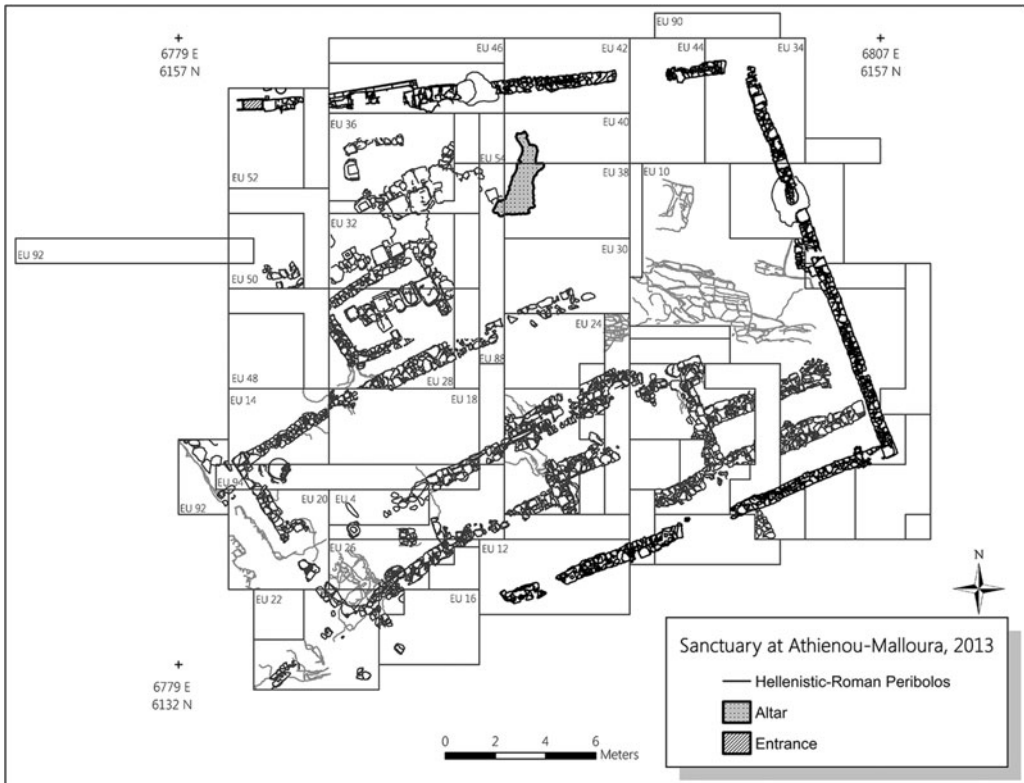 EU 90
6779 E
6157 N
EU 46
EU 42
EU 44
EU 34
6807 E
6157 N
EU 36
EU 40
EU 52
EU 54
EU 38
EU 10
EU 32
EU 92
EU 50
EU 30
EU 24
EU 88
EU 48
EU 28
EU 14
EU 18
EU 94
EU 92
EU 20
EU 4
EU 26
EU 12
EU 22
EU 16
N
6779 E
6132 N
0 2 4 6
Meters
Sanctuary at Athienou-Malloura, 2013
Hellenistic-Roman Peribolos
Altar
Entrance